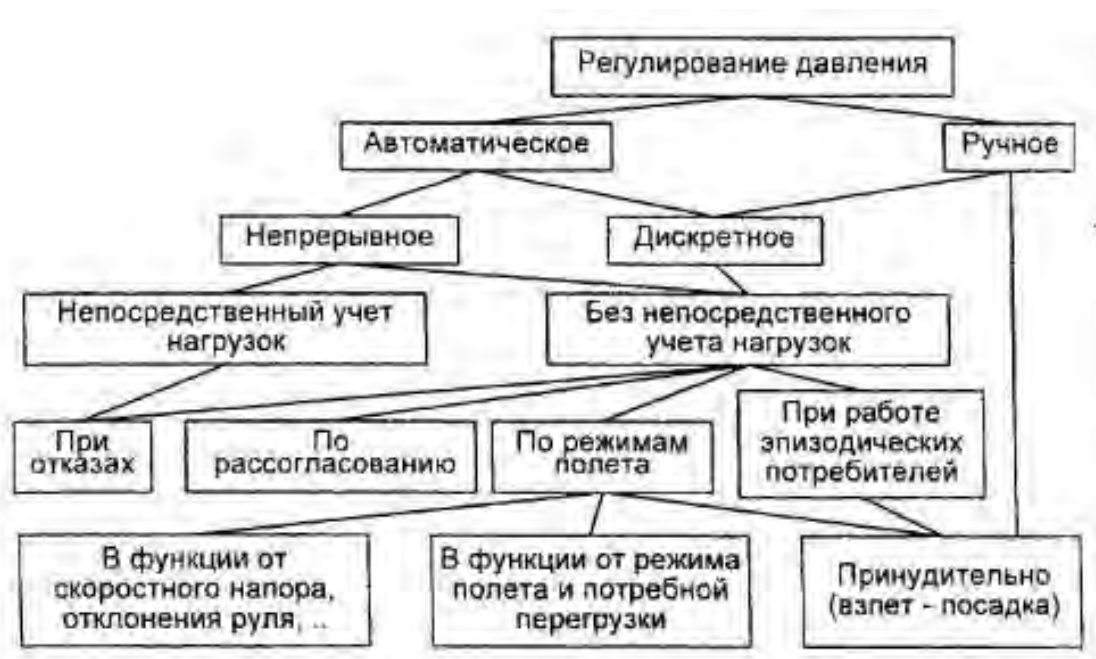 Регулирование давления
Автоматическое
Ручное
Непрерывное
Дискретное
Непосредственный учет
нагрузок
Без непосредственного
учета нагрузок
При
отказах
По
рассогласованию
По режимам
полета
При работе
эпизодических
потребителей
В функции от
скоростного напора,
отклонения руля, ..
В функции от режима
полета и потребной
перегрузки
Принудительно
(взлет - посадка)